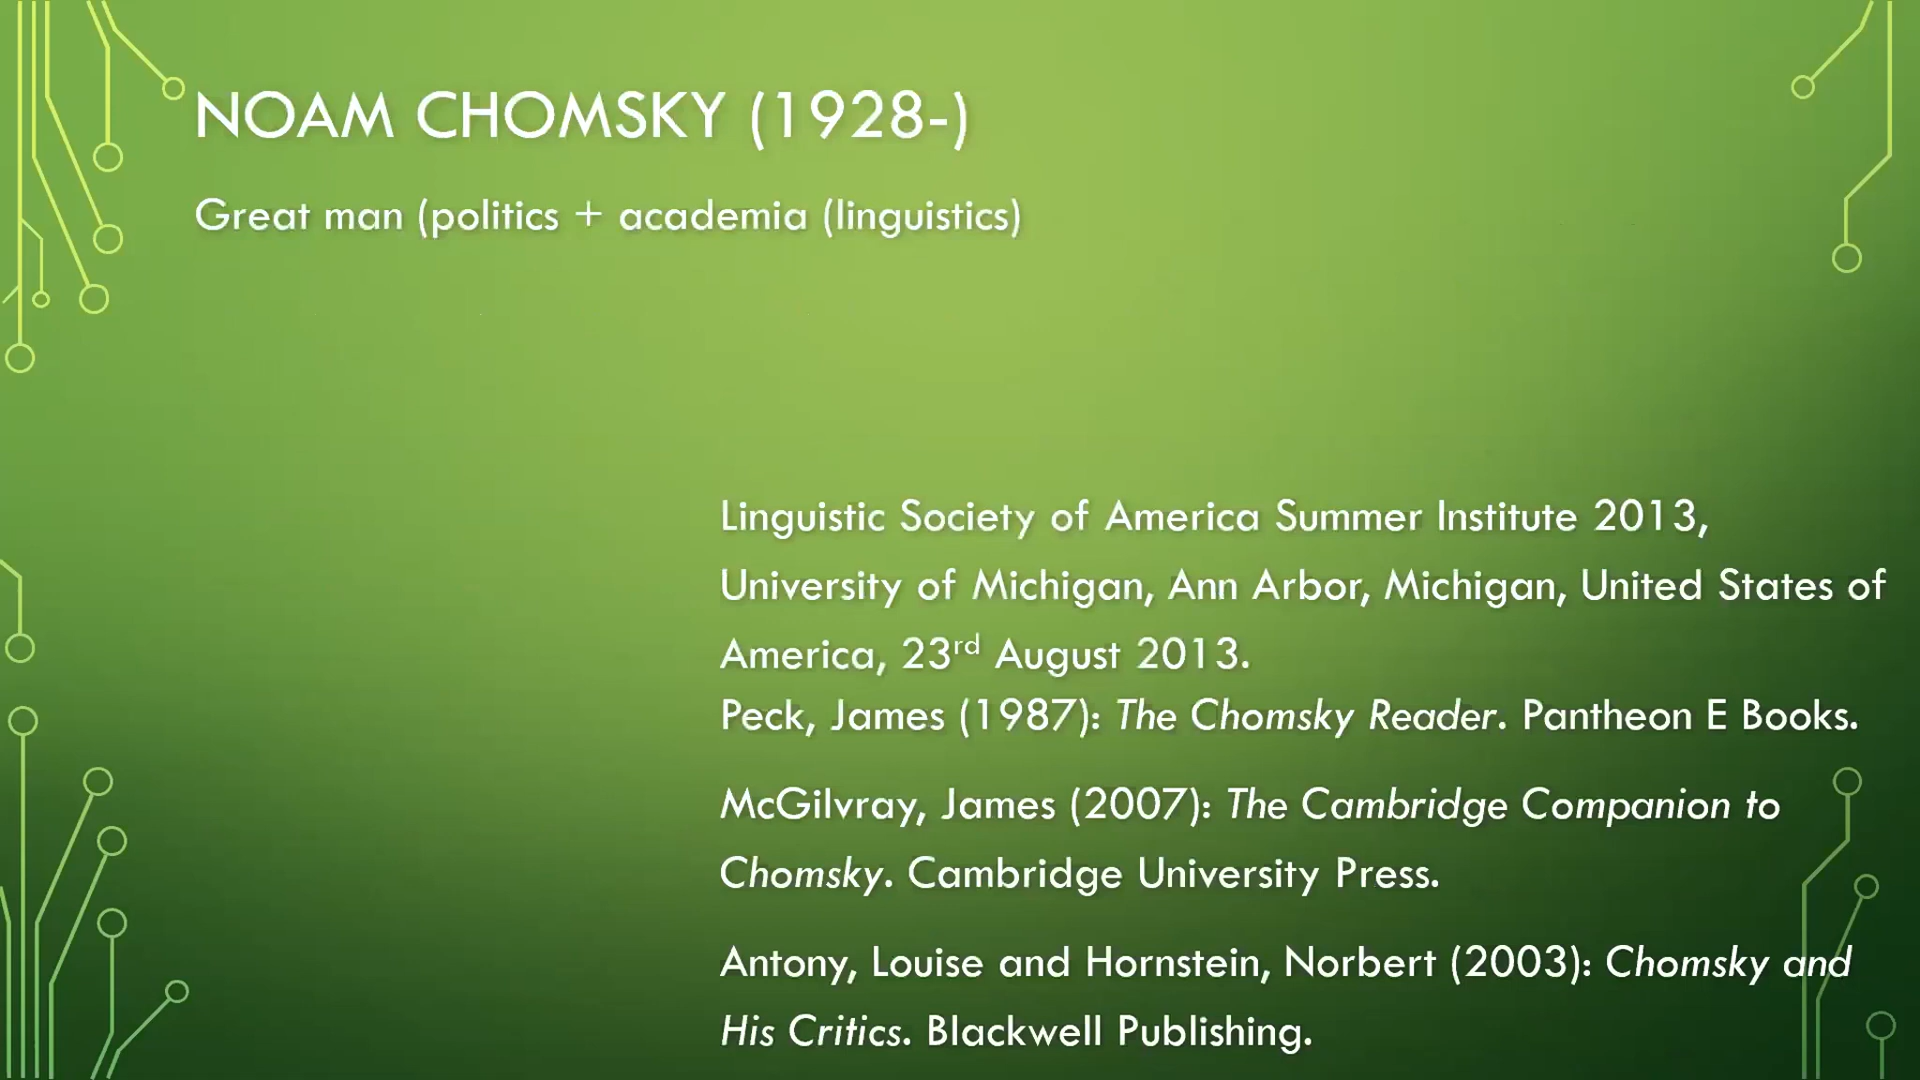 NOAM CHOMSKY (1928-)
Great man (politics + academia (linguistics)
Linguistic Society of America Summer Institute 2013,
University of Michigan, Ann Arbor, Michigan, United States of
America, 23rd August 2013.
Peck, James (1987): The Chomsky Reader. Pantheon E Books.
McGilvray, James (2007): The Cambridge Companion to
Chomsky. Cambridge University Press.
Antony, Louise and Hornstein, Norbert (2003): Chomsky and
His Critics. Blackwell Publishing.